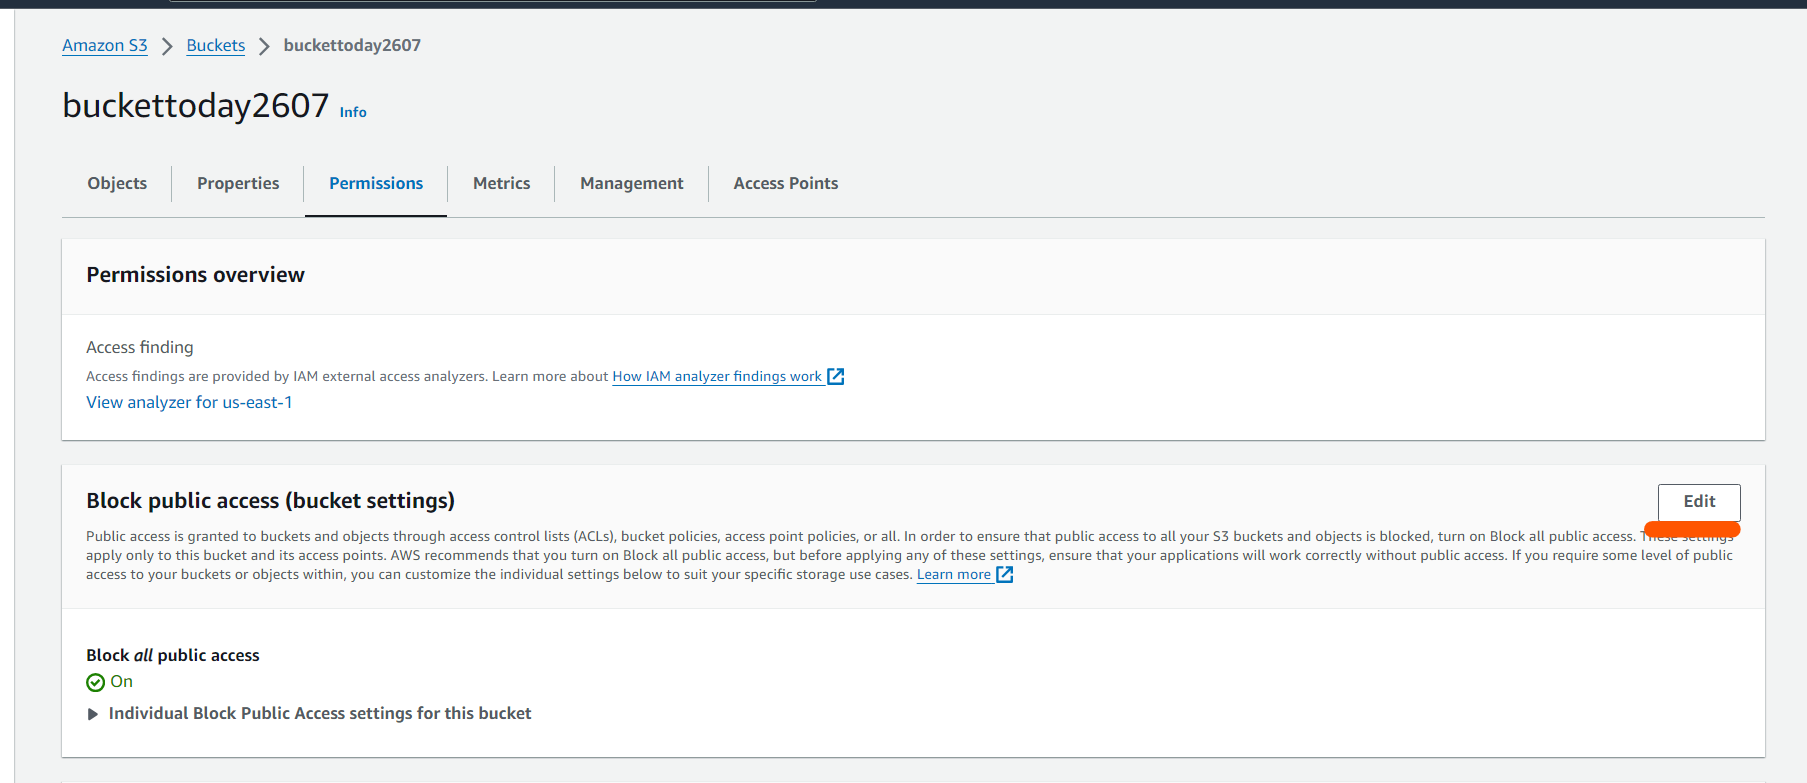 Amazon S3 > Buckets > buckettoday2607
buckettoday2607 Info
Objects Properties Permissions Metrics Management Access Points
Permissions overview
Access finding
Access findings are provided by IAM external access analyzers. Learn more about How IAM analyzer findings work
View analyzer for us-east-1
Block public access (bucket settings)
Edit
Public access is granted to buckets and objects through access control lists (ACLs), bucket policies, access point policies, or all. In order to ensure that public access to all your S3 buckets and objects is blocked, turn on Block all public access. These settings
apply only to this bucket and its access points. AWS recommends that you turn on Block all public access, but before applying any of these settings, ensure that your applications will work correctly without public access. If you require some level of public
access to your buckets or objects within, you can customize the individual settings below to suit your specific storage use cases. Learn more
Block all public access
On
Individual Block Public Access settings for this bucket